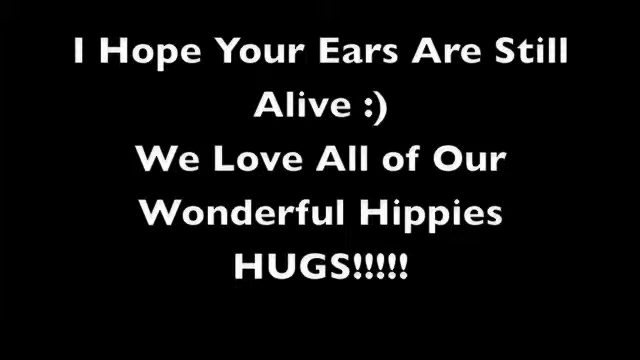 I Hope Your Ears Are Still
Alive :)
We Love All of Our
Wonderful Hippies
HUGS!!!!!